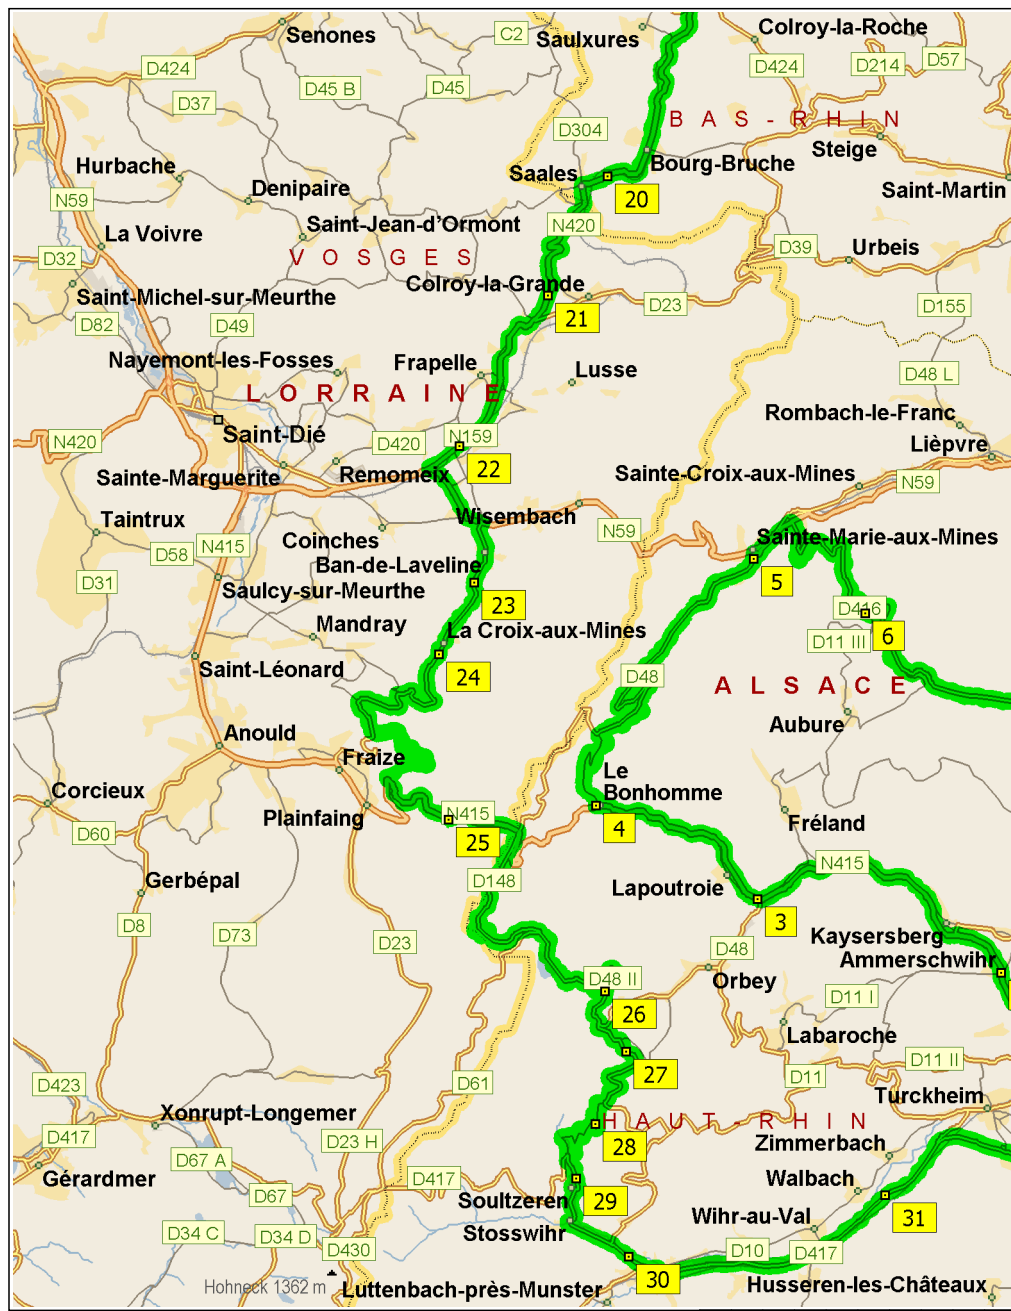 Senones
C2
Saulxures
Colroy-la-Roche
D424
D45 B
D45
D424
D214
D57
D37
D304
BAS-RHIN
Steige
Hurbache
Denipaire
Saales
Bourg-Bruche
Saint-Martin
20
N59
Saint-Jean-d'Ormont
N420
La Voivre
D39
Urbeis
D32
VOSGES
Saint-Michel-sur-Meurthe
Colroy-la-Grande
D23
D155
D82
D49
21
Nayemont-les-Fosses
Frapelle
Lusse
D48 L
LORRAINE
Rombach-le-Franc
N420
Saint-Dié
D420
N159
Lièpvre
Sainte-Marguerite
Remomeix
22
Sainte-Croix-aux-Mines
N59
Taintrux
Wisembach
N59
Sainte-Marie-aux-Mines
N415
Coinches
D58
Ban-de-Laveline
5
D31
Saulcy-sur-Meurthe
23
D416
Mandray
La Croix-aux-Mines
D11 III
6
Saint-Léonard
24
D48
ALSACE
Aubure
Anould
Fraize
Le
Bonhomme
Corcieux
Plainfaing
N415
4
Fréland
D60
25
N415
Gerbépal
D148
Lapoutroie
3
D8
D73
D23
D48
Kaysersberg
Ammerschwihr
D48 II
Orbey
D11 I
26
Labaroche
D61
27
D11 II
D423
D11
Turckheim
Xonrupt-Longemer
HAUT-RHIN
D417
D23 H
28
Zimmerbach
D67 A
Gérardmer
D417
Walbach
D67
Soultzeren
29
31
D34 C
D34 D
Stosswihr
Wihr-au-Val
D430
D10
D417
Hohneck 1362 m
Luttenbach-près-Munster
30
Husseren-les-Châteaux